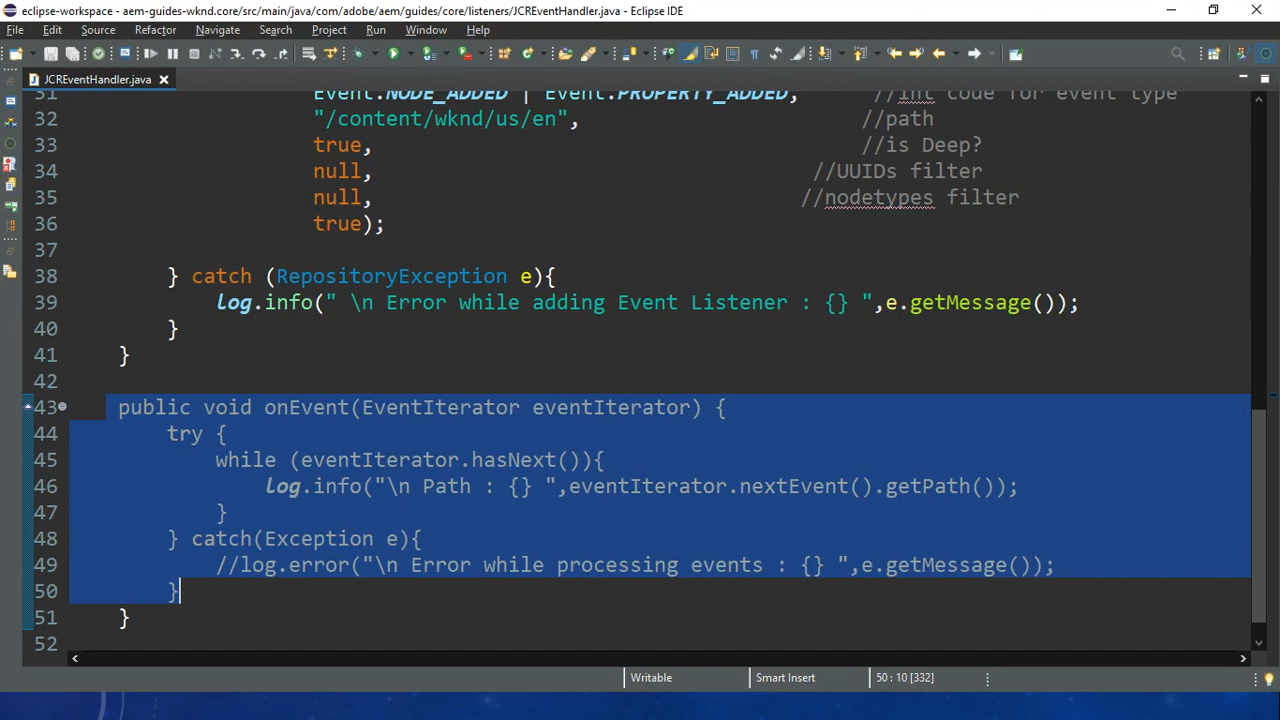 eclipse-workspace - aem-guides-wknd.core/src/main/java/com/adobe/aem/guides/core/listeners/JCREventHandler.java - Eclipse IDE
File Edit Source Refactor Navigate Search Project Run Window Help
JCREventHandler.java
31 Event.NODE_ADDED | Event.PROPERTY_ADDED, //int code for event type
32 "/content/wknd/us/en", //path
33 true, //is Deep?
34 null, //UUIDs filter
35 null, //nodetypes filter
36 true);
37
38 } catch (RepositoryException e){
39 log.info(" \n Error while adding Event Listener : {} ",e.getMessage());
40 }
41 }
42
43 public void onEvent(EventIterator eventIterator) {
44 try {
45 while (eventIterator.hasNext()){
46 log.info("\n Path : {} ",eventIterator.nextEvent().getPath());
47 }
48 } catch(Exception e){
49 //log.error("\n Error while processing events : {} ",e.getMessage());
50 }
51 }
52
Writable Smart Insert 50 : 10 [332]